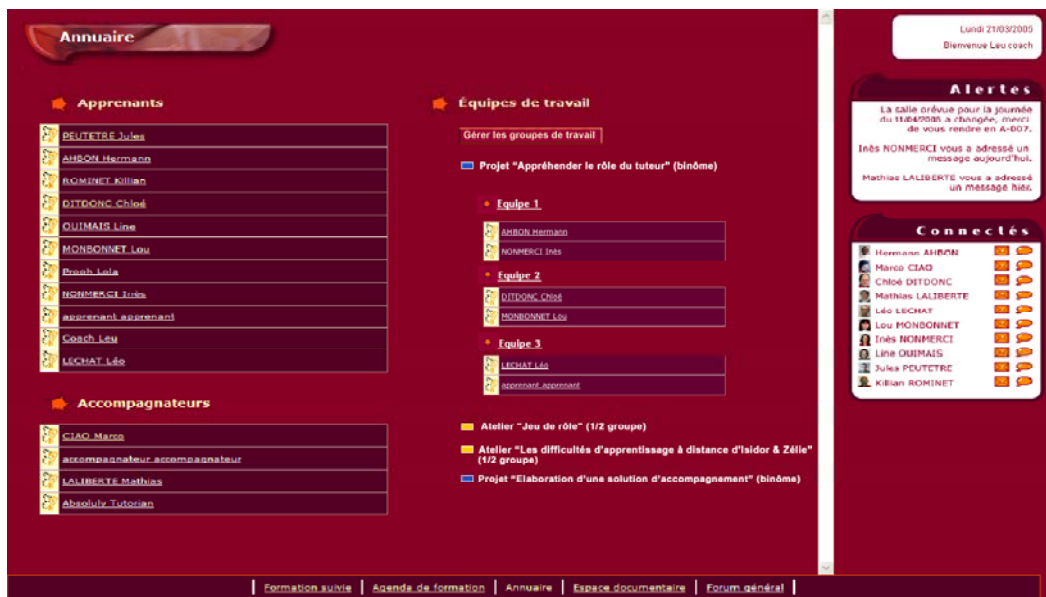 Annuaire
Apprenants
PEUTETRE Jules
AHBON Hermann
ROMINET Killian
DITDONC Chloé
OUIMAIS Line
MONBONNET Lou
Prooh Lola
NONMERCI Inès
apprenant apprenant
Coach Leu
LECHAT Léo
Accompagnateurs
CIAO Marco
accompagnateur accompagnateur
LALIBERTE Mathias
Absoluly Tutorian
Équipes de travail
Gérer les groupes de travail
Projet "Appréhender le rôle du tuteur" (binôme)
Equipe 1
AHBON Hermann
NONMERCI Inès
Equipe 2
DITDONC Chloé
MONBONNET Lou
Equipe 3
LECHAT Léo
apprenant apprenant
Atelier "Jeu de rôle" (1/2 groupe)
Atelier "Les difficultés d'apprentissage à distance d'Isidor & Zélie"
(1/2 groupe)
Projet "Elaboration d'une solution d'accompagnement" (binôme)
Lundi 21/03/2005
Bienvenue Leu coach
Alertes
La salle prévue pour la journée
du 11/04/2005 a changée, merci
de vous rendre en A-007.
Inès NONMERCI vous a adressé un
message aujourd'hui.
Mathias LALIBERTE vous a adressé
un message hier.
Connectés
Hermann AHBON
Marco CIAO
Chloé DITDONC
Mathias LALIBERTE
Léo LECHAT
Lou MONBONNET
Inès NONMERCI
Line OUIMAIS
Jules PEUTETRE
Killian ROMINET
Formation suivie | Agenda de formation | Annuaire | Espace documentaire | Forum général